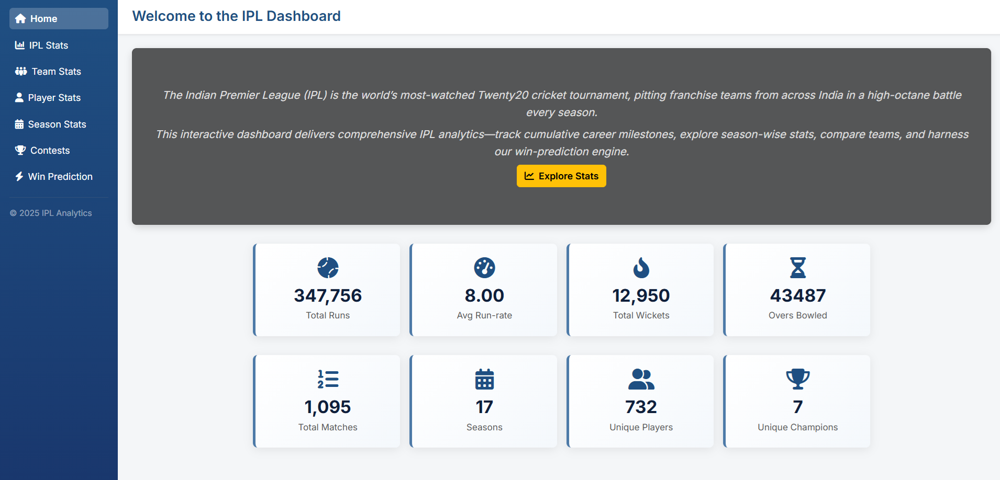 Home
IPL Stats
Team Stats
Player Stats
Season Stats
Contests
Win Prediction
© 2025 IPL Analytics
Welcome to the IPL Dashboard
The Indian Premier League (IPL) is the world’s most-watched Twenty20 cricket tournament, pitting franchise teams from across India in a high-octane battle
every season.
This interactive dashboard delivers comprehensive IPL analytics—track cumulative career milestones, explore season-wise stats, compare teams, and harness
our win-prediction engine.
Explore Stats
347,756
Total Runs
8.00
Avg Run-rate
12,950
Total Wickets
43487
Overs Bowled
1,095
Total Matches
17
Seasons
732
Unique Players
7
Unique Champions